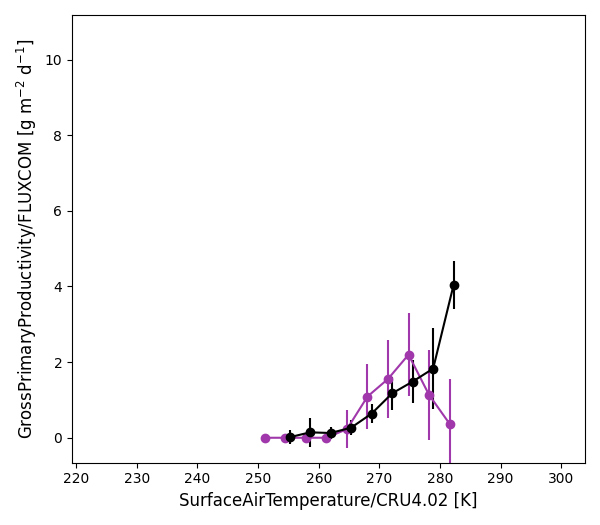 GrossPrimaryProductivity/FLUXCOM [g m⁻² d⁻¹]
10
8
6
4
2
0
220 230 240 250 260 270 280 290 300
SurfaceAirTemperature/CRU4.02 [K]